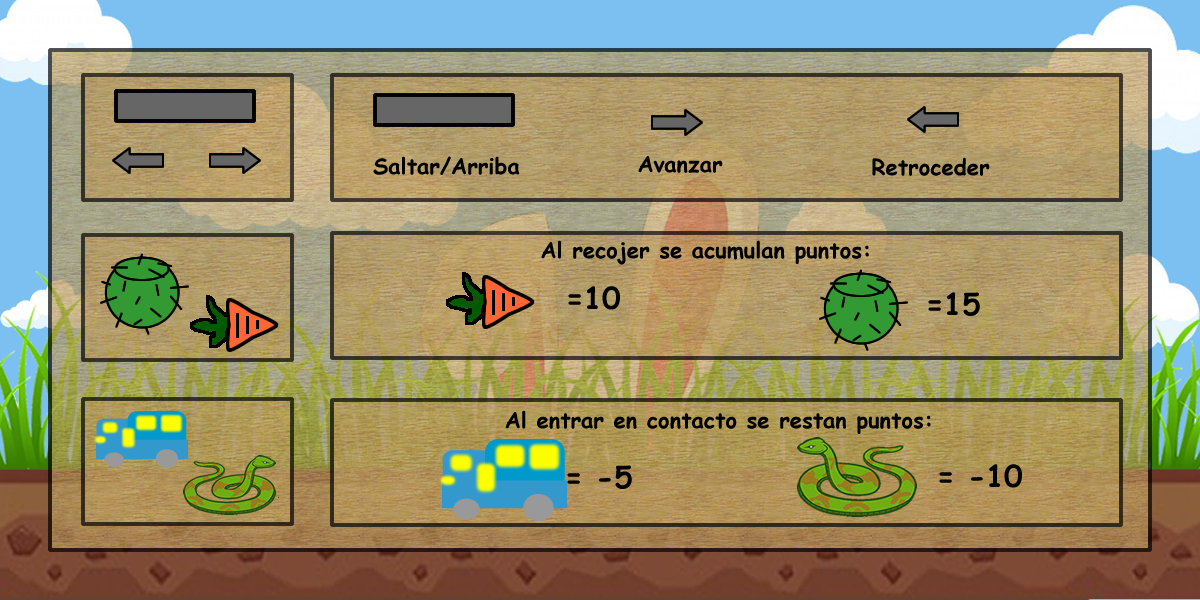 Saltar/Arriba
Avanzar
Retroceder
Al recojer se acumulan puntos:
=10
=15
Al entrar en contacto se restan puntos:
= -5
= -10